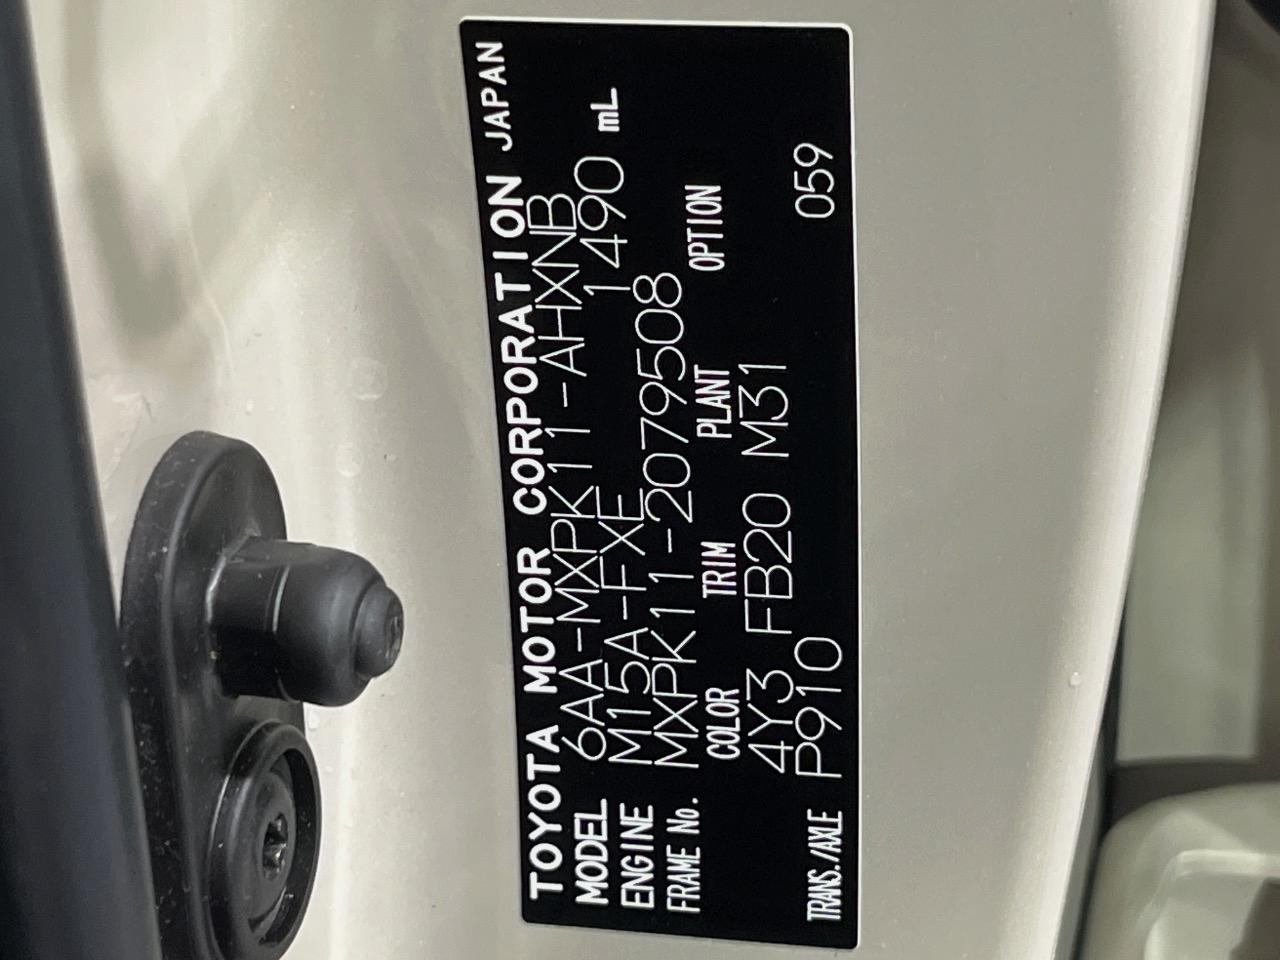 TOYOTA MOTOR CORPORATION JAPAN
MODEL 6AA-MXPK11-AHXNB
ENGINE M15A-FXE 1490 mL
FRAME No. MXPK11-2079508
COLOR TRIM PLANT OPTION
4Y3 FB20 M31
TRANS./AXLE P910 059